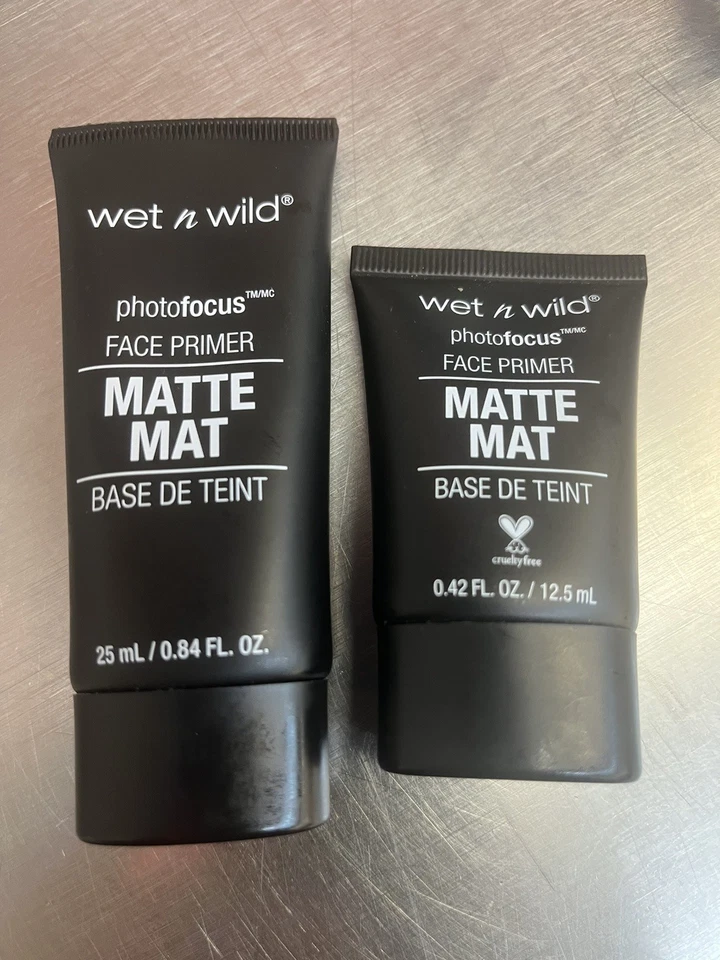 wet n wild®
photofocus™/MC
FACE PRIMER
MATTE
MAT
BASE DE TEINT
25 mL / 0.84 FL. OZ.
wet n wild®
photofocus™/MC
FACE PRIMER
MATTE
MAT
BASE DE TEINT
crueltyfree
0.42 FL. OZ. / 12.5 mL